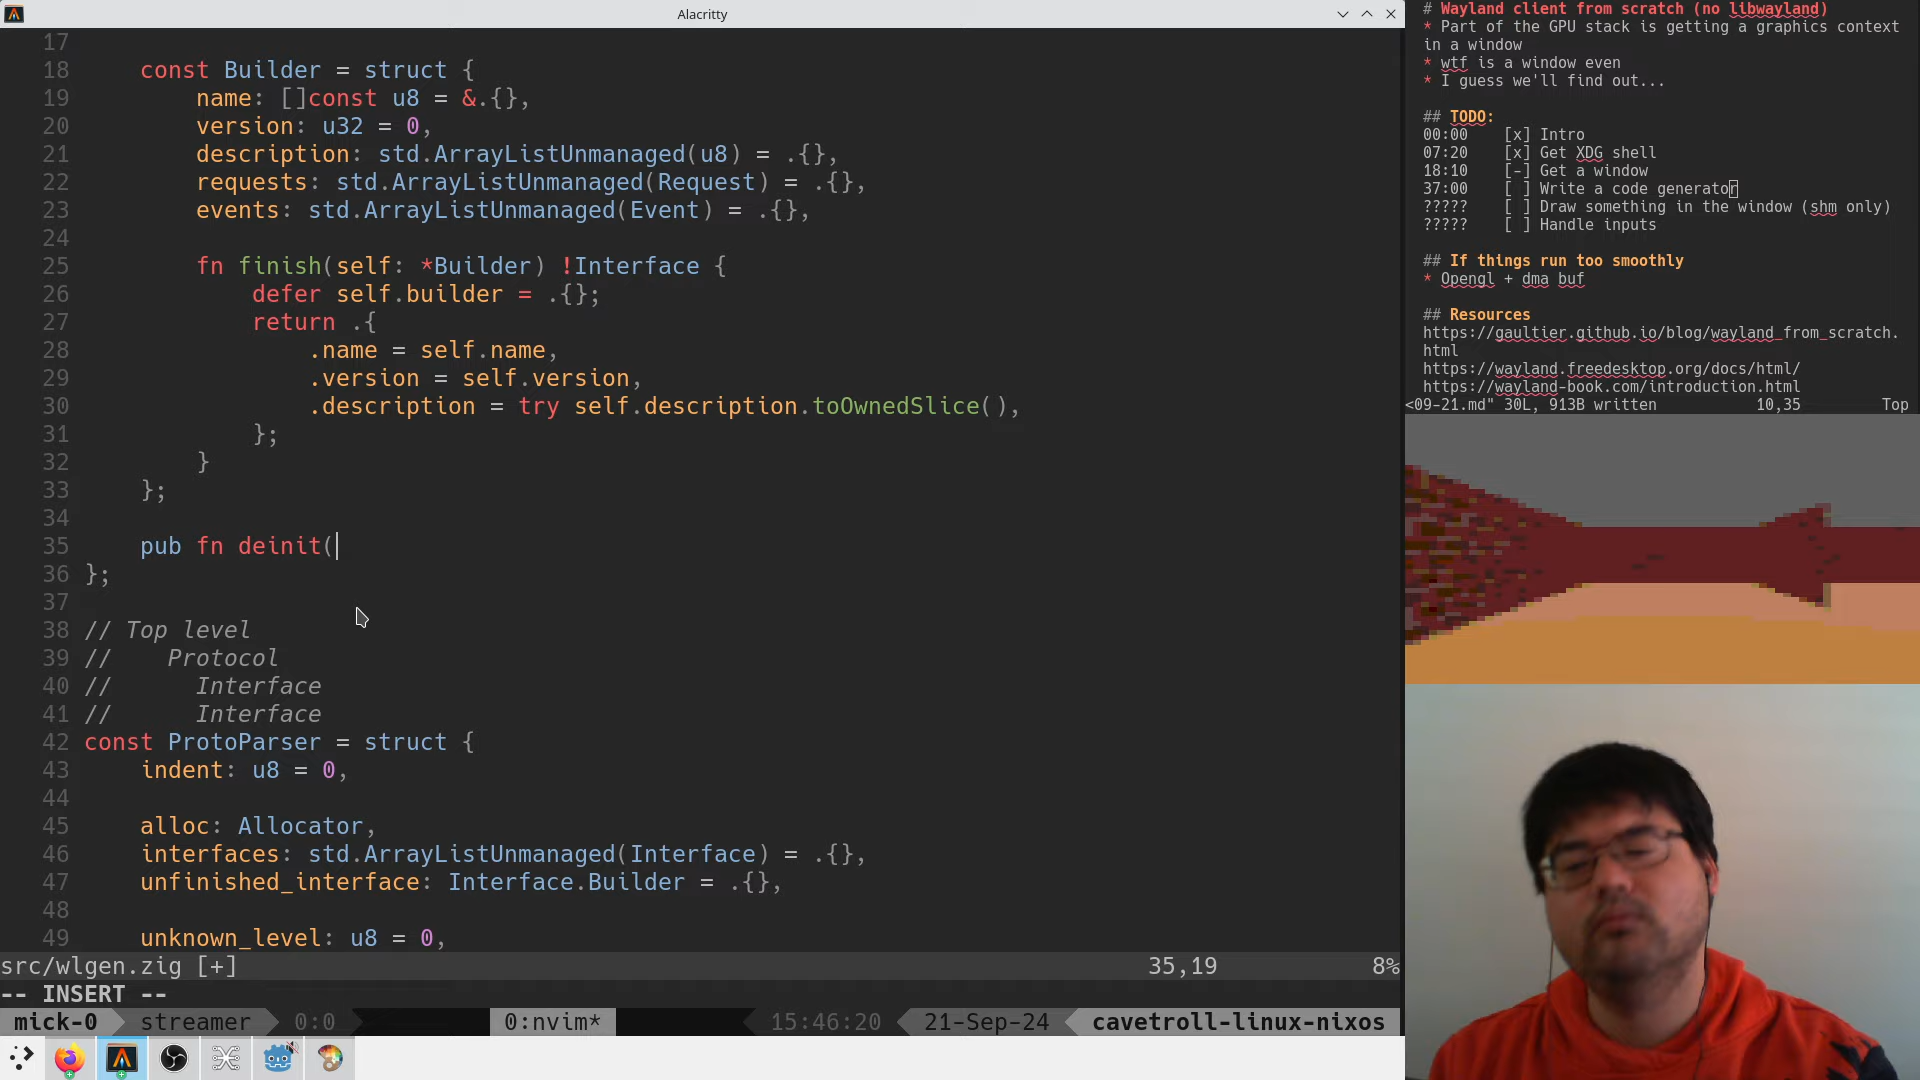 Alacritty
17
18 const Builder = struct {
19 name: []const u8 = &.{},
20 version: u32 = 0,
21 description: std.ArrayListUnmanaged(u8) = .{},
22 requests: std.ArrayListUnmanaged(Request) = .{},
23 events: std.ArrayListUnmanaged(Event) = .{},
24
25 fn finish(self: *Builder) !Interface {
26 defer self.builder = .{};
27 return .{
28 .name = self.name,
29 .version = self.version,
30 .description = try self.description.toOwnedSlice(),
31 };
32 }
33 };
34
35 pub fn deinit(
36 };
37
38 // Top level
39 // Protocol
40 // Interface
41 // Interface
42 const ProtoParser = struct {
43 indent: u8 = 0,
44
45 alloc: Allocator,
46 interfaces: std.ArrayListUnmanaged(Interface) = .{},
47 unfinished_interface: Interface.Builder = .{},
48
49 unknown_level: u8 = 0,
src/wlgen.zig [+] 35,19 8%
-- INSERT --
mick-0 streamer 0:0 0:nvim* 15:46:20 21-Sep-24 cavetroll-linux-nixos
# Wayland client from scratch (no libwayland)
* Part of the GPU stack is getting a graphics context
in a window
* wtf is a window even
* I guess we'll find out...
## TODO:
00:00 [x] Intro
07:20 [x] Get XDG shell
18:10 [-] Get a window
37:00 [ ] Write a code generator
????? [ ] Draw something in the window (shm only)
????? [ ] Handle inputs
## If things run too smoothly
* Opengl + dma buf
## Resources
https://gaultier.github.io/blog/wayland_from_scratch.
html
https://wayland.freedesktop.org/docs/html/
https://wayland-book.com/introduction.html
<09-21.md" 30L, 913B written 10,35 Top